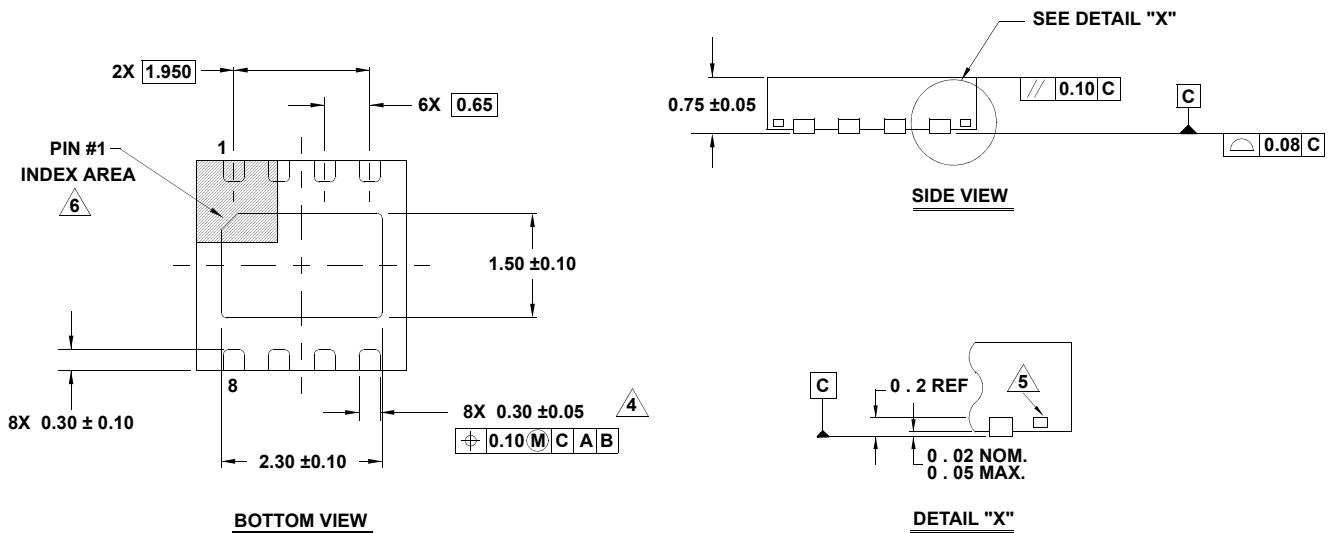 2X 1.950
6X 0.65
PIN #1
INDEX AREA
6
1
1.50 ±0.10
8
8X 0.30 ± 0.10
8X 0.30 ±0.05
4
0.10 Ⓜ C A B
2.30 ±0.10
BOTTOM VIEW
SEE DETAIL "X"
0.75 ±0.05
// 0.10 C
C
0.08 C
SIDE VIEW
C
0 . 2 REF
5
0 . 02 NOM.
0 . 05 MAX.
DETAIL "X"